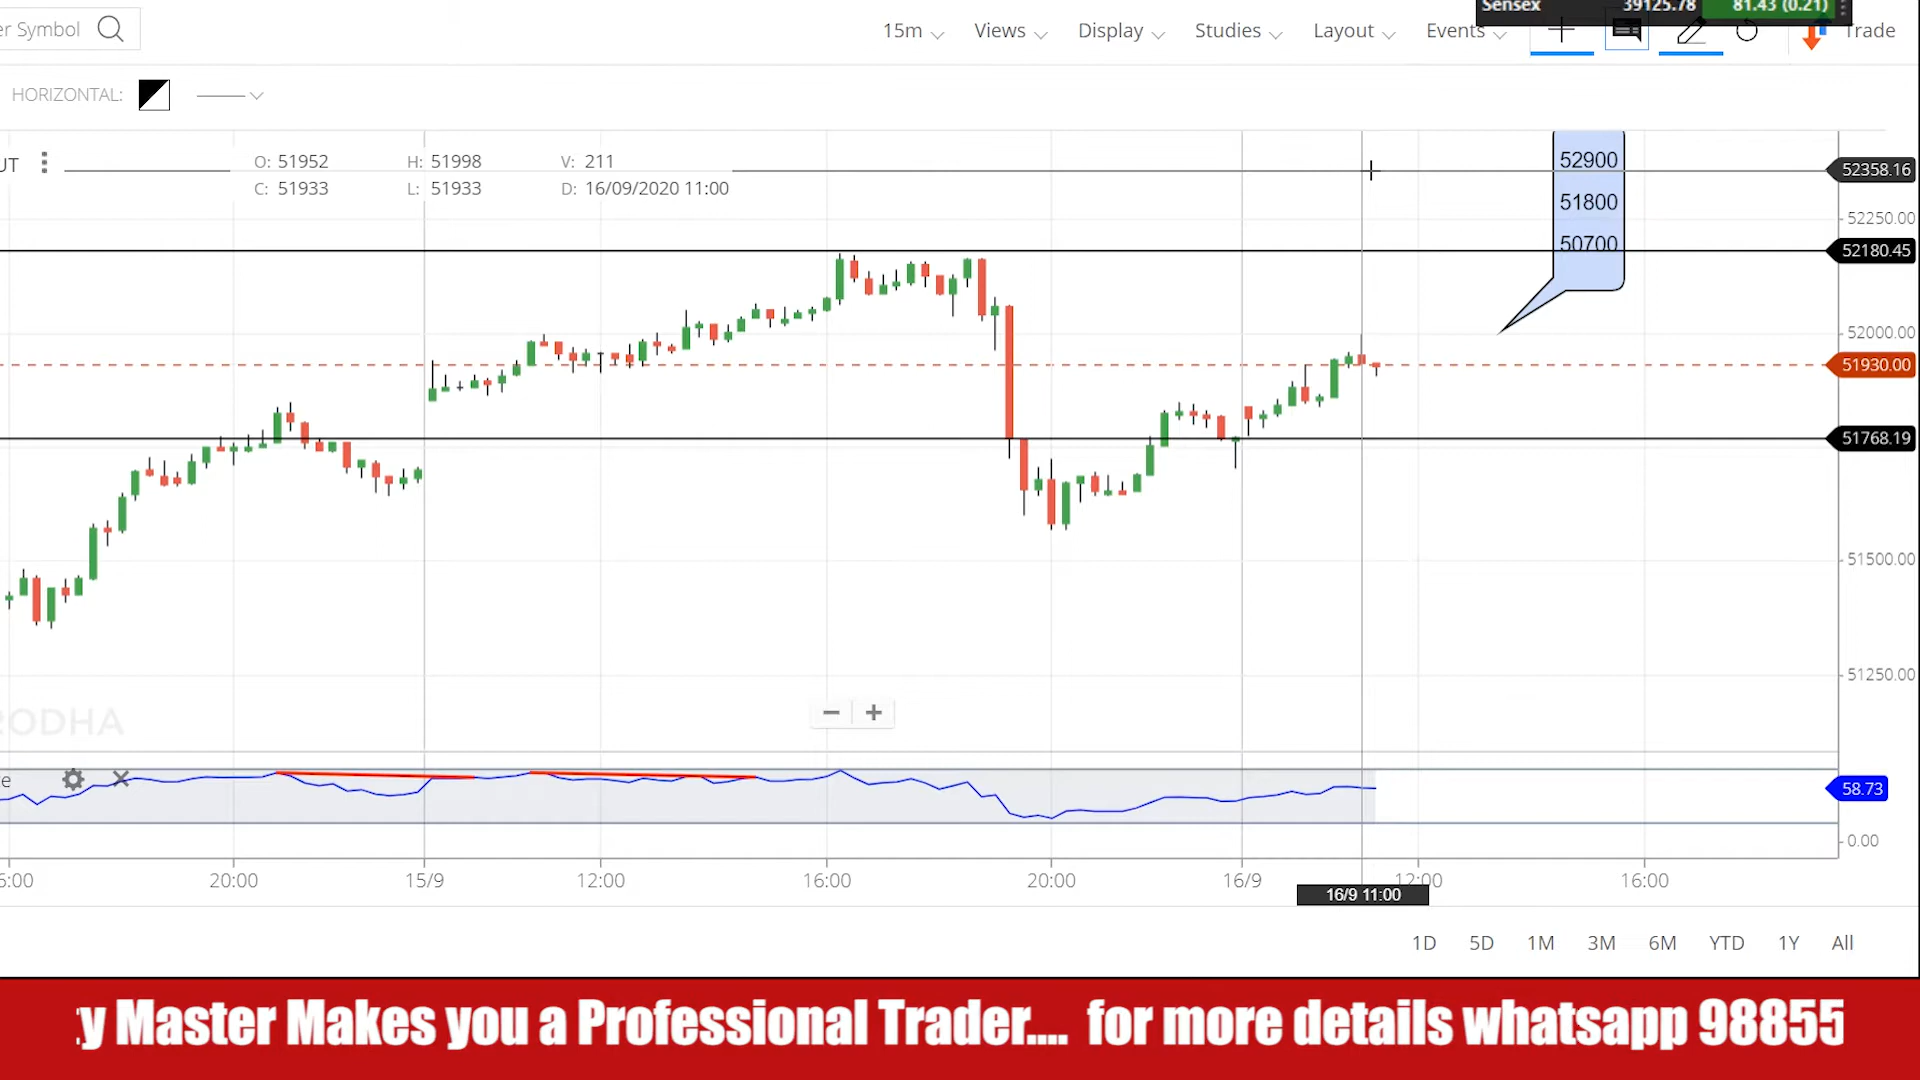 Sensex 39125.78 81.43 (0.21)
er Symbol 15m Views Display Studies Layout Events Trade
HORIZONTAL:
UT O: 51952 H: 51998 V: 211
C: 51933 L: 51933 D: 16/09/2020 11:00
52900
51800
50700
52358.16
52250.00
52180.45
52000.00
51930.00
51768.19
51500.00
51250.00
RODHA
e
58.73
0.00
5:00 20:00 15/9 12:00 16:00 20:00 16/9 12:00 16:00
16/9 11:00
1D 5D 1M 3M 6M YTD 1Y All
y Master Makes you a Professional Trader.... for more details whatsapp 98855